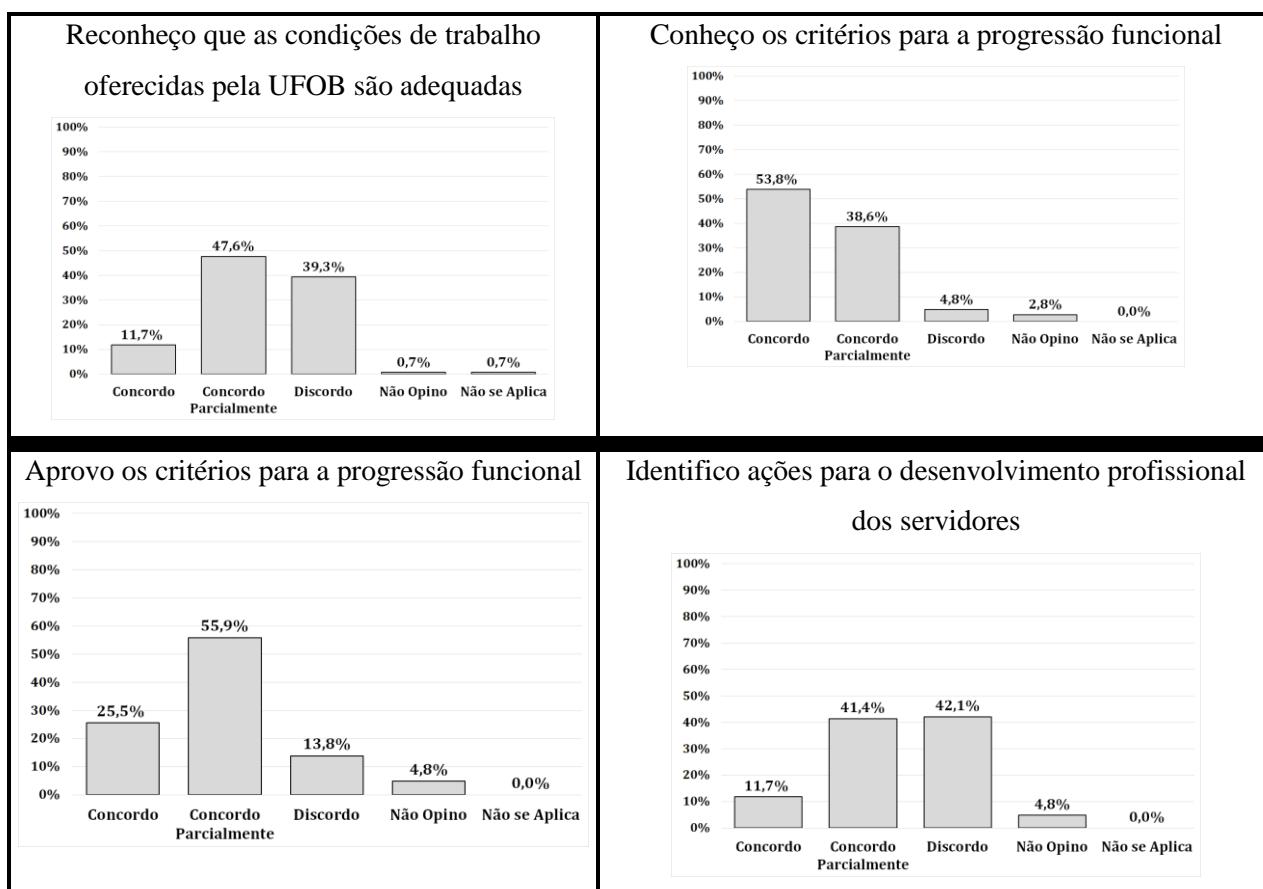 Reconheço que as condições de trabalho
oferecidas pela UFOB são adequadas
100%
90%
80%
70%
60%
50%
40%
30%
20%
10%
0%
11,7%
47,6%
39,3%
0,7%
0,7%
Concordo
Concordo
Parcialmente
Discordo
Não Opino
Não se Aplica
Conheço os critérios para a progressão funcional
100%
90%
80%
70%
60%
50%
40%
30%
20%
10%
0%
53,8%
38,6%
4,8%
2,8%
0,0%
Concordo
Concordo
Parcialmente
Discordo
Não Opino
Não se Aplica
Aprovo os critérios para a progressão funcional
100%
90%
80%
70%
60%
50%
40%
30%
20%
10%
0%
25,5%
55,9%
13,8%
4,8%
0,0%
Concordo
Concordo
Parcialmente
Discordo
Não Opino
Não se Aplica
Identifico ações para o desenvolvimento profissional
dos servidores
100%
90%
80%
70%
60%
50%
40%
30%
20%
10%
0%
11,7%
41,4%
42,1%
4,8%
0,0%
Concordo
Concordo
Parcialmente
Discordo
Não Opino
Não se Aplica